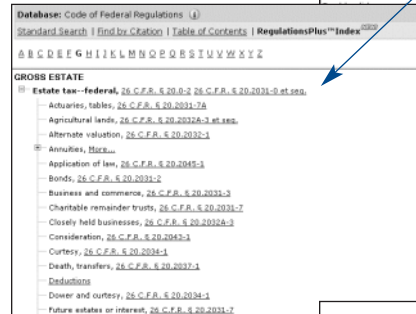 Database: Code of Federal Regulations
Standard Search | Find by Citation | Table of Contents | RegulationsPlus™Index
A B C D E F G H I J K L M N O P Q R S T U V W X Y Z
GROSS ESTATE
Estate tax--federal, 26 C.F.R. § 20.0-2 26 C.F.R. § 20.2031-0 et seq.
Actuaries, tables, 26 C.F.R. § 20.2031-7A
Agricultural lands, 26 C.F.R. § 20.2032A-3 et seq.
Alternate valuation, 26 C.F.R. § 20.2032-1
Annuities, More...
Application of law, 26 C.F.R. § 20.2045-1
Bonds, 26 C.F.R. § 20.2031-2
Business and commerce, 26 C.F.R. § 20.2031-3
Charitable remainder trusts, 26 C.F.R. § 20.2031-7
Closely held businesses, 26 C.F.R. § 20.2032A-3
Consideration, 26 C.F.R. § 20.2043-1
Curtesy, 26 C.F.R. § 20.2034-1
Death, transfers, 26 C.F.R. § 20.2037-1
Deductions
Dower and curtesy, 26 C.F.R. § 20.2034-1
Future estates or interest, 26 C.F.R. § 20.2031-7